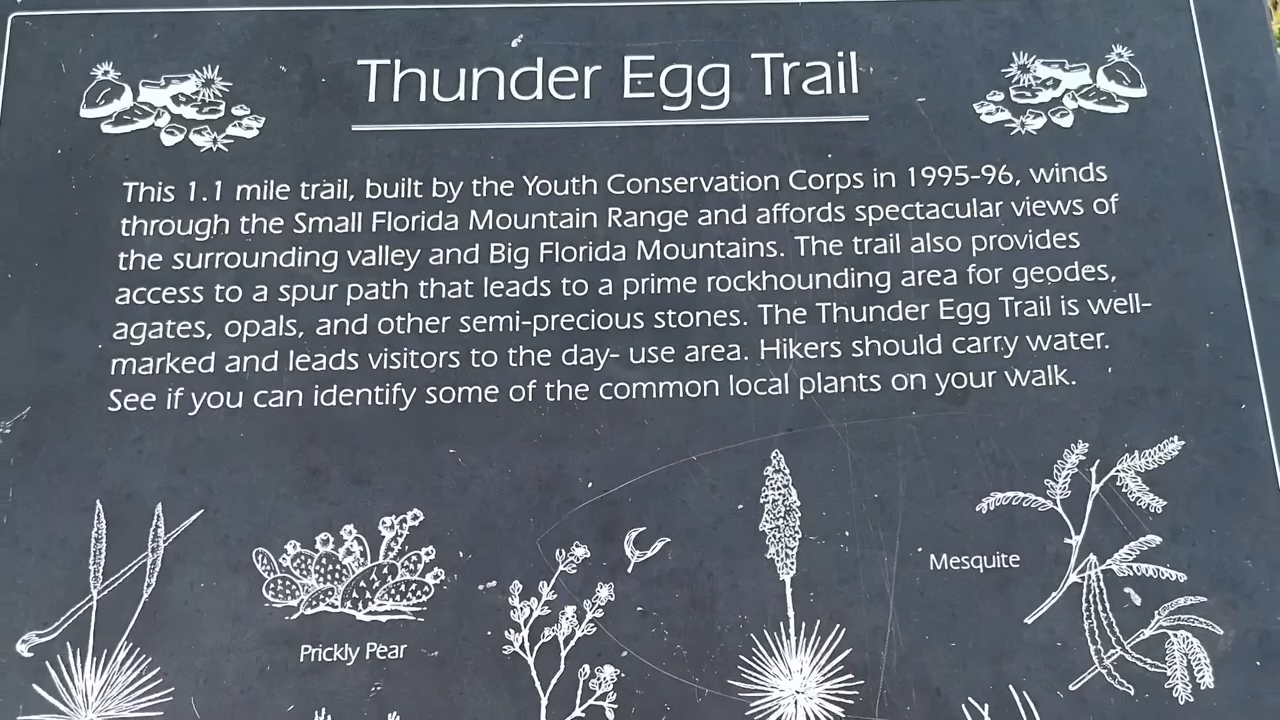 Thunder Egg Trail
This 1.1 mile trail, built by the Youth Conservation Corps in 1995-96, winds
through the Small Florida Mountain Range and affords spectacular views of
the surrounding valley and Big Florida Mountains. The trail also provides
access to a spur path that leads to a prime rockhounding area for geodes,
agates, opals, and other semi-precious stones. The Thunder Egg Trail is well-
marked and leads visitors to the day- use area. Hikers should carry water.
See if you can identify some of the common local plants on your walk.
Mesquite
Prickly Pear